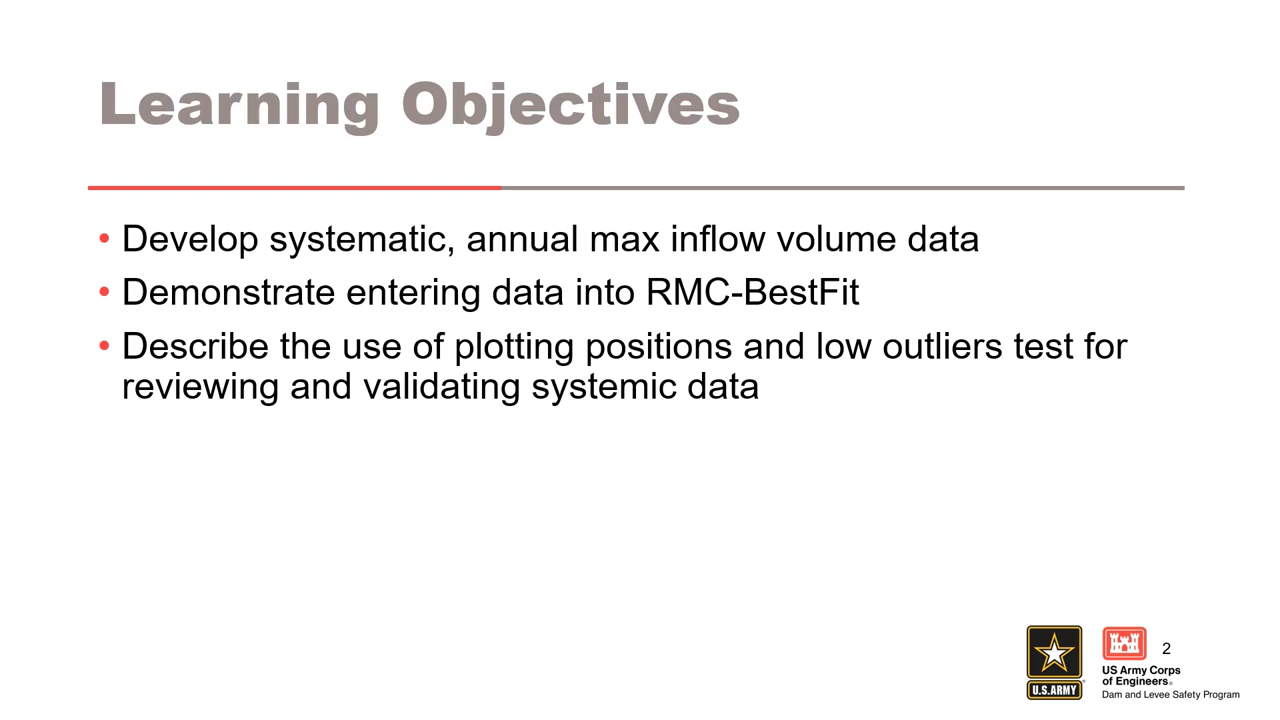 Learning Objectives
• Develop systematic, annual max inflow volume data
• Demonstrate entering data into RMC-BestFit
• Describe the use of plotting positions and low outliers test for
reviewing and validating systemic data
U.S.ARMY
US Army Corps
of Engineers®
Dam and Levee Safety Program
2